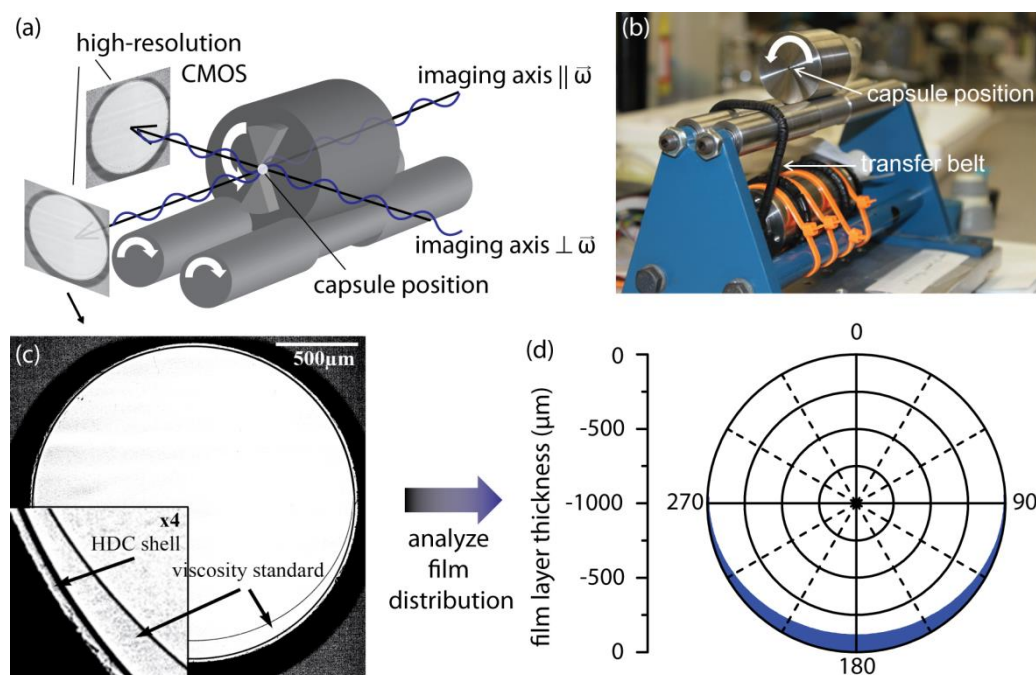 (a)
high-resolution
CMOS
imaging axis || ω⃗
imaging axis ⊥ ω⃗
capsule position
(b)
capsule position
transfer belt
(c)
500μm
x4
HDC shell
viscosity standard
analyze
film
distribution
(d)
film layer thickness (μm)
0
-500
-1000
-500
0
0
90
180
270